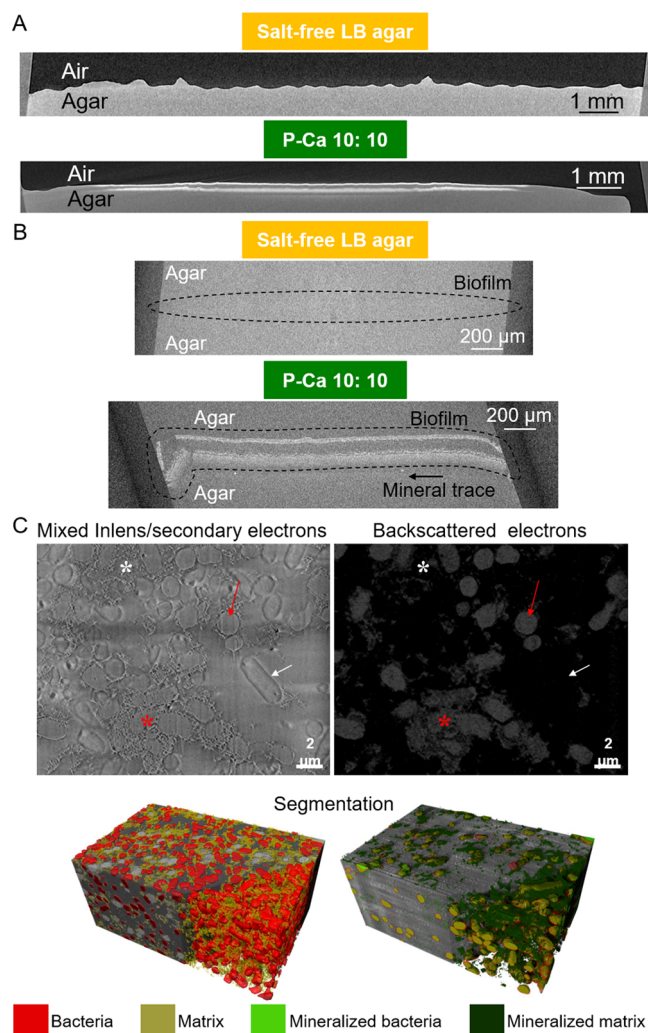 A
Salt-free LB agar
Air
Agar
1 mm
P-Ca 10: 10
Air
Agar
1 mm
B
Salt-free LB agar
Agar
Biofilm
Agar
200 µm
P-Ca 10: 10
Agar
Biofilm
200 µm
Agar
Mineral trace
C
Mixed Inlens/secondary electrons
Backscattered electrons
*
*
*
*
2
µm
2
µm
Segmentation
Bacteria
Matrix
Mineralized bacteria
Mineralized matrix